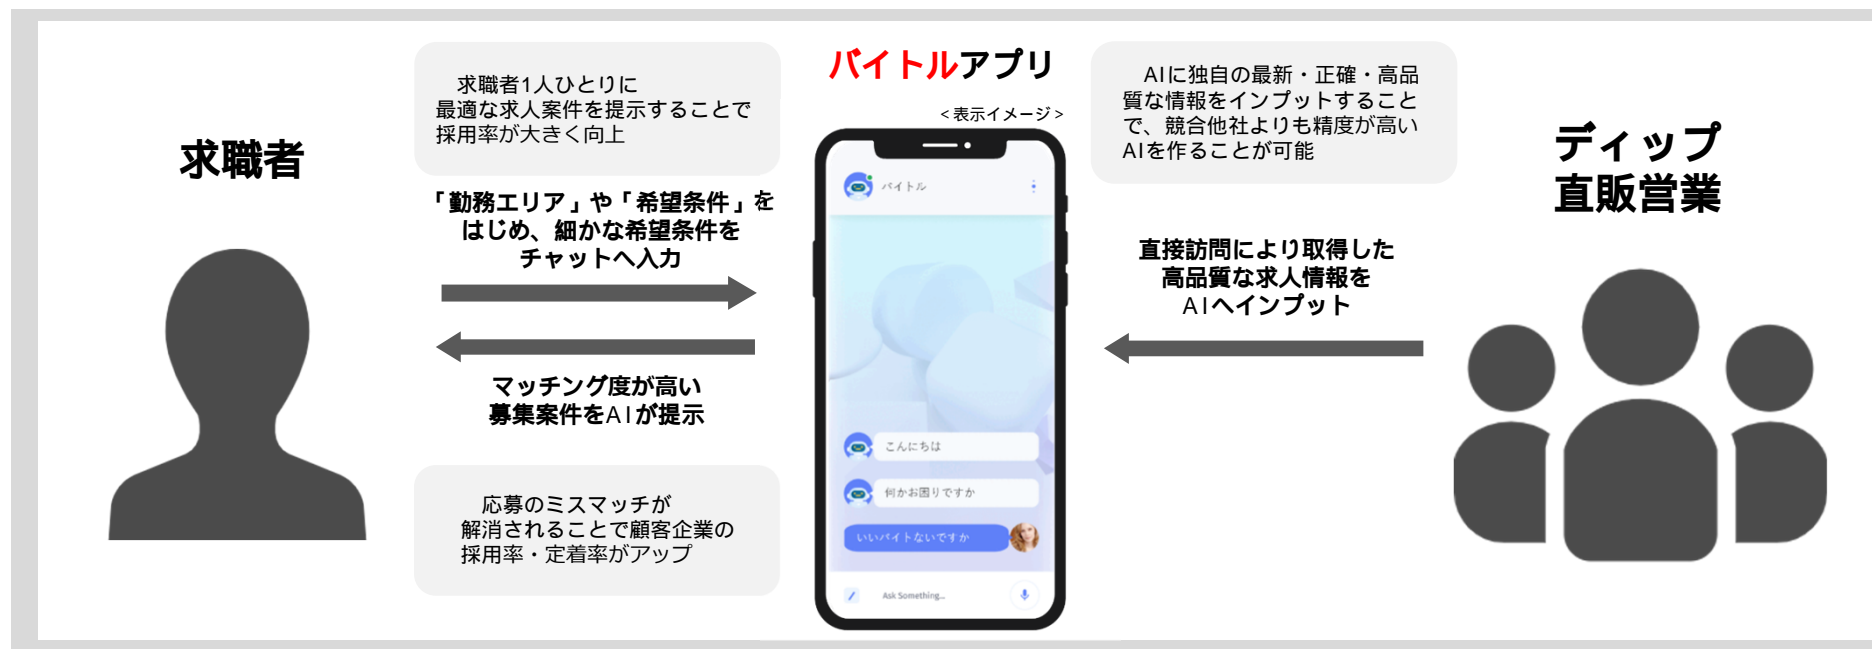 求職者
求職者1人ひとりに
最適な求人案件を提示することで
採用率が大きく向上
「勤務エリア」や「希望条件」を
はじめ、細かな希望条件を
チャットへ入力
マッチング度が高い
募集案件をAIが提示
応募のミスマッチが
解消されることで顧客企業の
採用率・定着率がアップ
バイトルアプリ
<表示イメージ>
バイトル
こんにちは
何かお困りですか
いいバイトないですか
Ask Something...
AIに独自の最新・正確・高品
質な情報をインプットすること
で、競合他社よりも精度が高い
AIを作ることが可能
直接訪問により取得した
高品質な求人情報を
AIへインプット
ディップ
直販営業